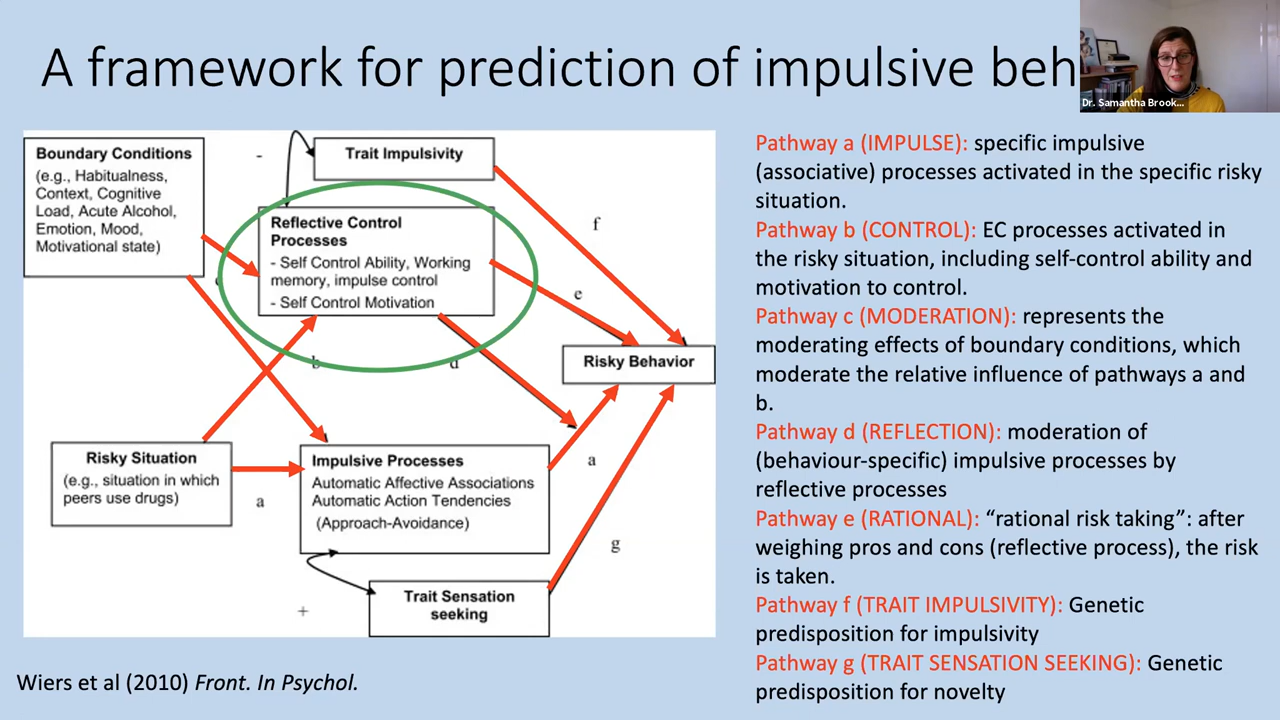 A framework for prediction of impulsive beh
Dr. Samantha Brook...
Boundary Conditions
(e.g., Habitualness,
Context, Cognitive
Load, Acute Alcohol,
Emotion, Mood,
Motivational state)
-
Trait Impulsivity
Reflective Control
Processes
- Self Control Ability, Working
memory, impulse control
- Self Control Motivation
f
e
c
b
d
Risky Behavior
Risky Situation
(e.g., situation in which
peers use drugs)
a
Impulsive Processes
Automatic Affective Associations
Automatic Action Tendencies
(Approach-Avoidance)
a
g
+
Trait Sensation
seeking
Wiers et al (2010) Front. In Psychol.
Pathway a (IMPULSE): specific impulsive
(associative) processes activated in the specific risky
situation.
Pathway b (CONTROL): EC processes activated in
the risky situation, including self-control ability and
motivation to control.
Pathway c (MODERATION): represents the
moderating effects of boundary conditions, which
moderate the relative influence of pathways a and
b.
Pathway d (REFLECTION): moderation of
(behaviour-specific) impulsive processes by
reflective processes
Pathway e (RATIONAL): “rational risk taking”: after
weighing pros and cons (reflective process), the risk
is taken.
Pathway f (TRAIT IMPULSIVITY): Genetic
predisposition for impulsivity
Pathway g (TRAIT SENSATION SEEKING): Genetic
predisposition for novelty